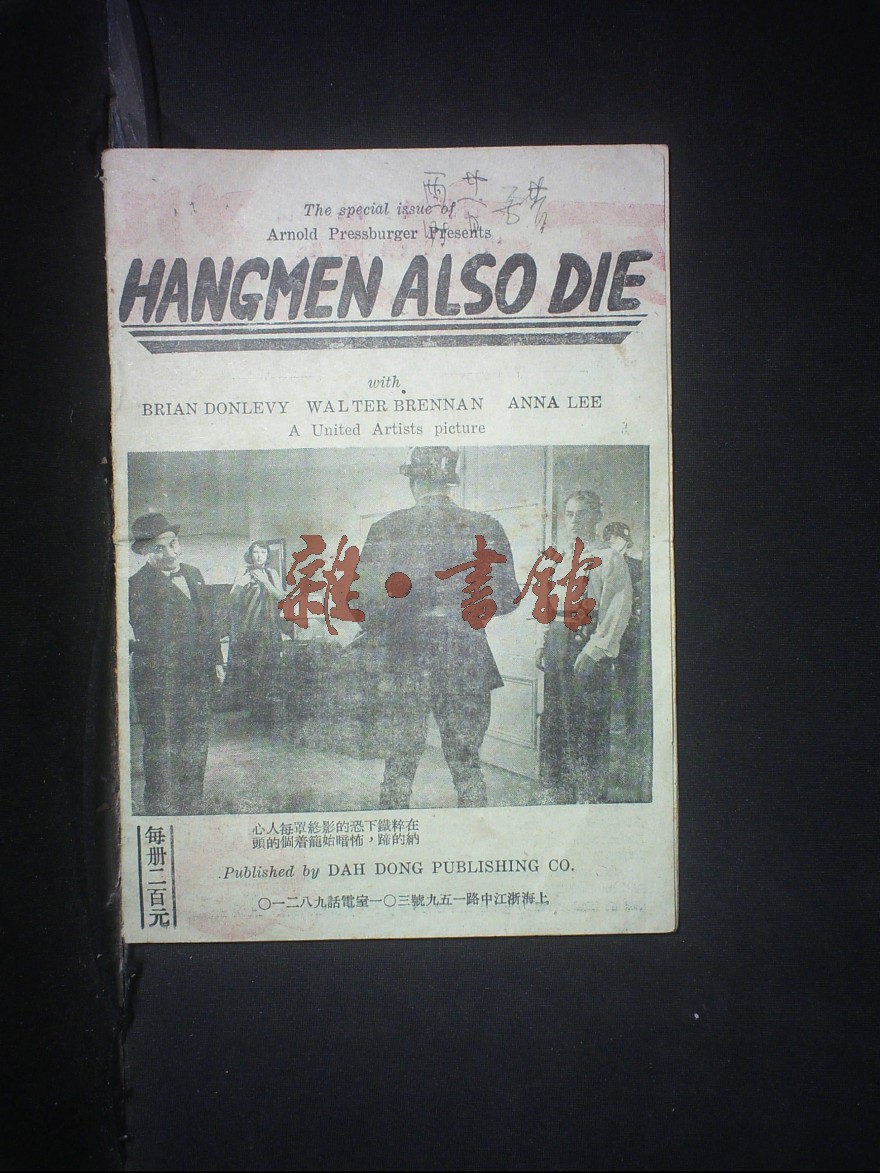 The special issue of
Arnold Pressburger Presents
HANGMEN ALSO DIE
with
BRIAN DONLEVY WALTER BRENNAN ANNA LEE
A United Artists picture
雜·書館
每册二百元
在納粹的鐵蹄下，恐怖的暗影始終籠罩着每個人的心頭
Published by DAH DONG PUBLISHING CO.
上海浙江中路一五九號三〇一室電話九八二一〇